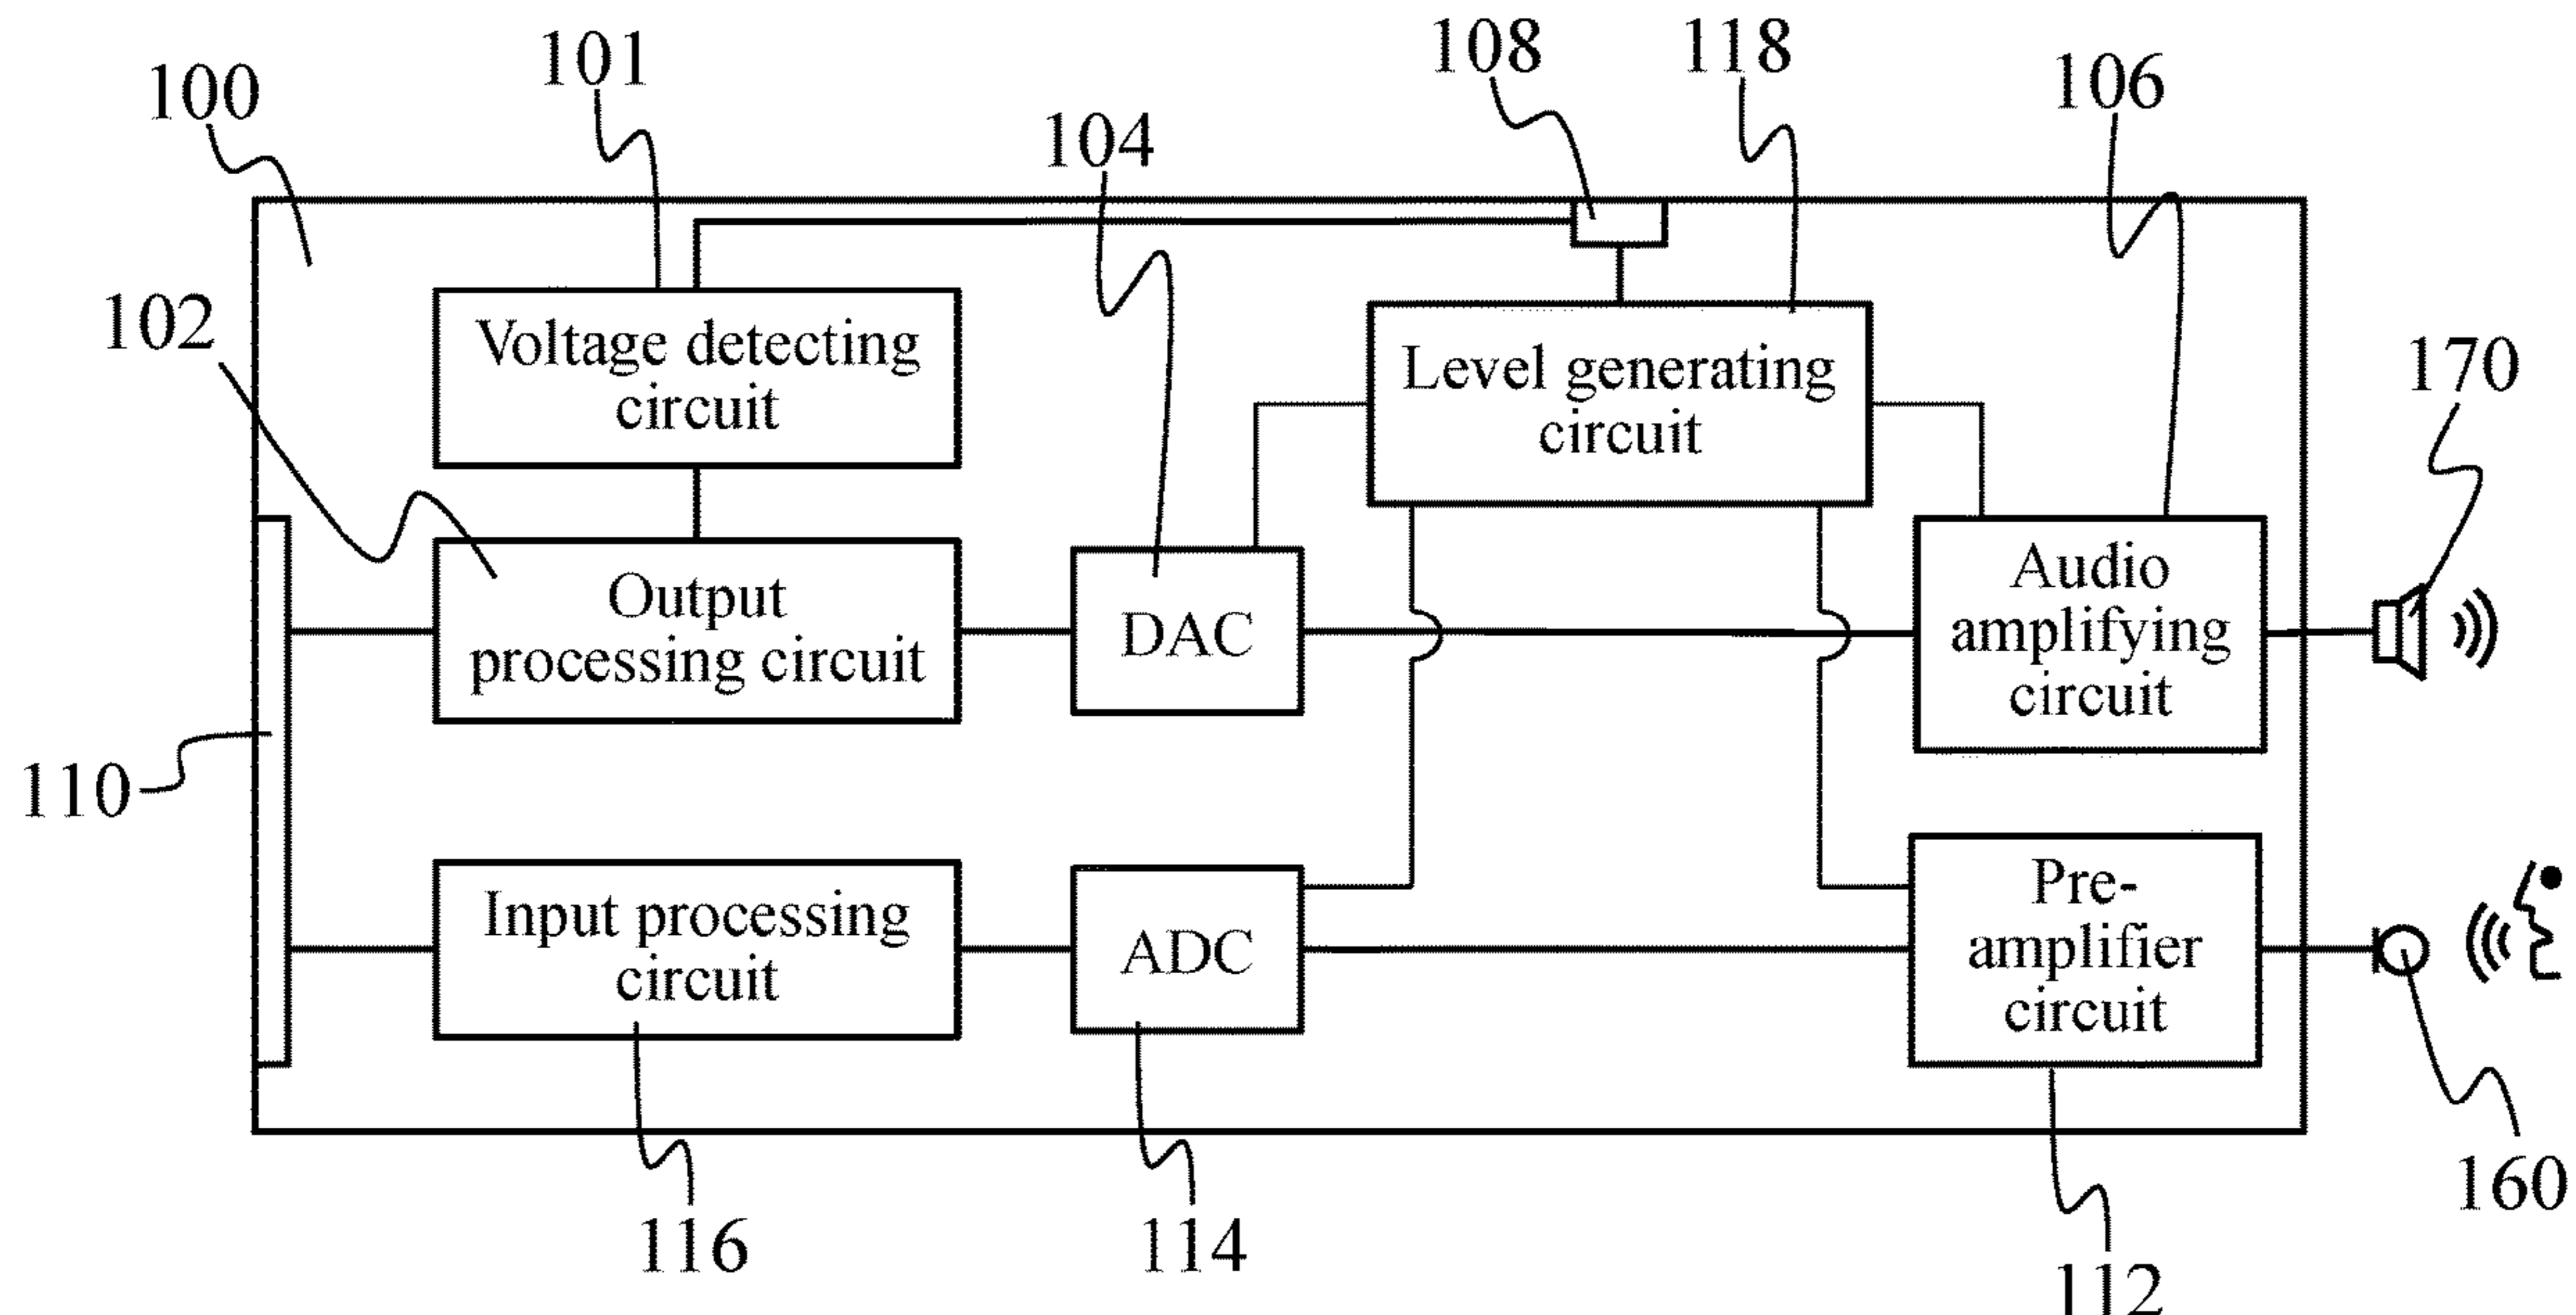 108
118
101
106
100
104
Voltage detecting
circuit
102
Level generating
circuit
170
Output
processing circuit
DAC
Audio
amplifying
circuit
110
Input processing
circuit
ADC
Pre-
amplifier
circuit
160
116
114
112